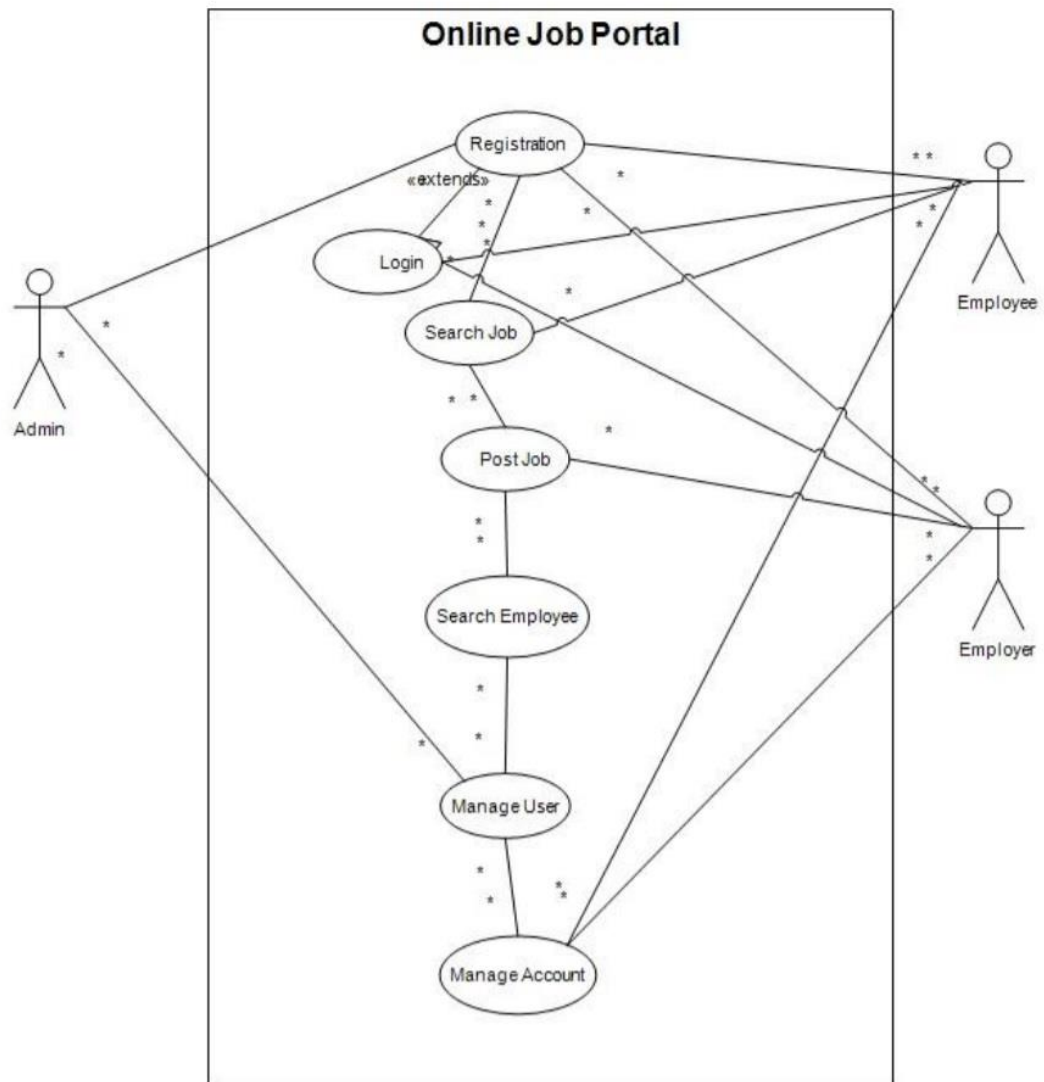 Online Job Portal
Registration
* *
«extends»
*
*
*
* *
*
*
*
Login
*
*
Employee
*
Search Job
*
Admin
* *
*
Post Job
*
*
*
*
*
*
Search Employee
Employer
*
*
*
Manage User
*
* *
*
Manage Account